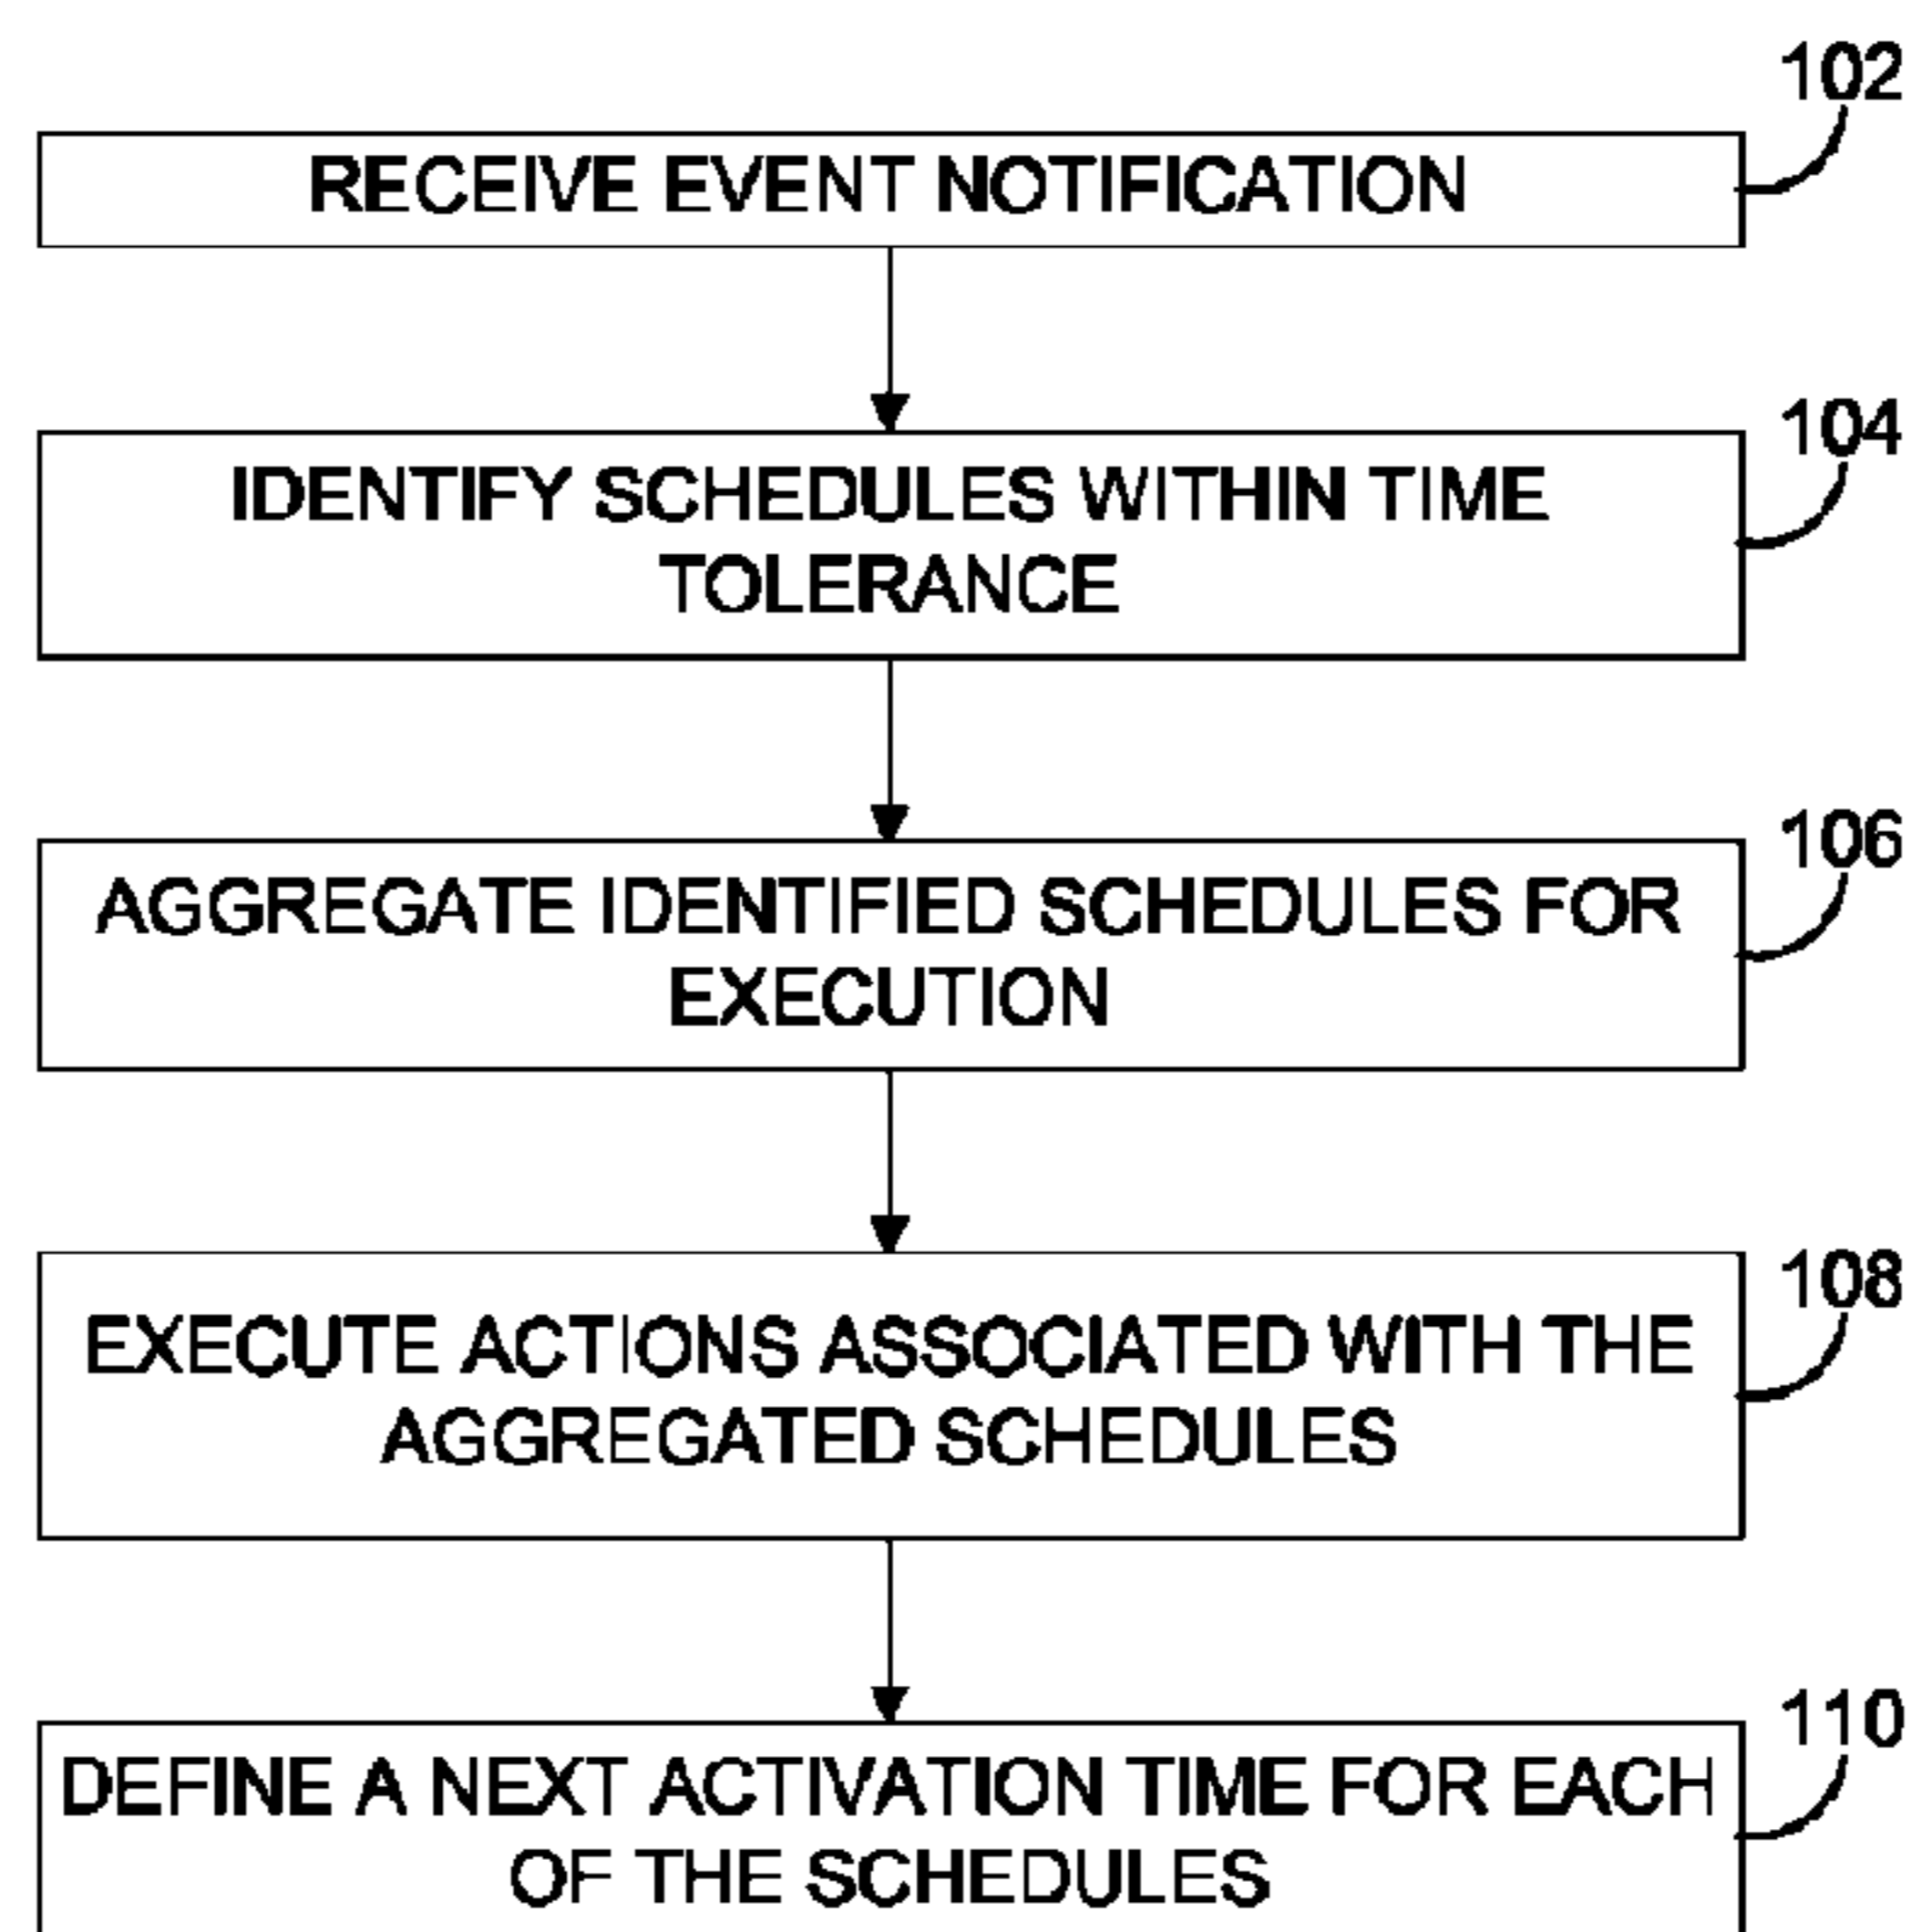 102
RECEIVE EVENT NOTIFICATION
104
IDENTIFY SCHEDULES WITHIN TIME
TOLERANCE
106
AGGREGATE IDENTIFIED SCHEDULES FOR
EXECUTION
108
EXECUTE ACTIONS ASSOCIATED WITH THE
AGGREGATED SCHEDULES
110
DEFINE A NEXT ACTIVATION TIME FOR EACH
OF THE SCHEDULES